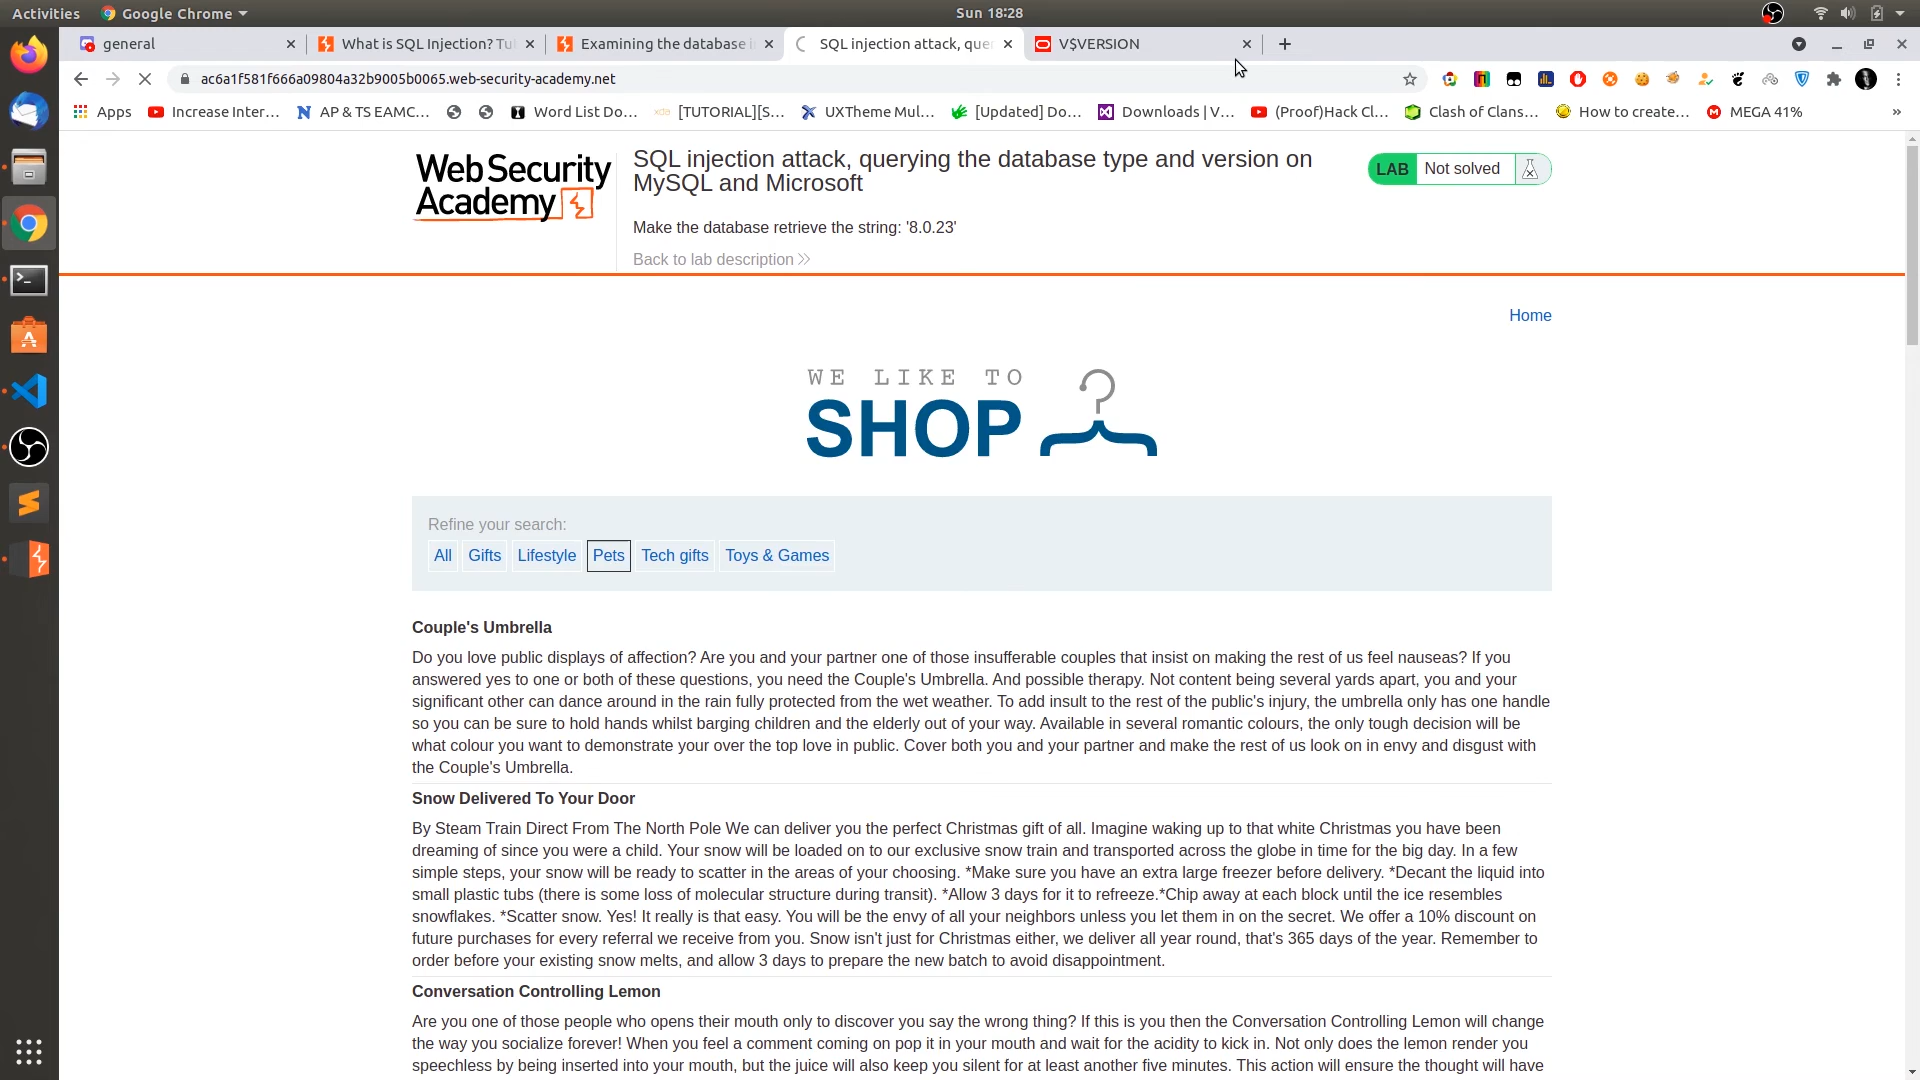 Activities
Google Chrome
Sun 18:28
general
What is SQL Injection? Tu
Examining the database i
SQL injection attack, quer
V$VERSION
ac6a1f581f666a09804a32b9005b0065.web-security-academy.net
Apps
Increase Inter...
AP & TS EAMC...
Word List Do...
[TUTORIAL][S...
UXTheme Mul...
[Updated] Do...
Downloads | V...
(Proof)Hack Cl...
Clash of Clans...
How to create...
MEGA 41%
»
Web Security
Academy
SQL injection attack, querying the database type and version on
MySQL and Microsoft
LAB
Not solved
Make the database retrieve the string: '8.0.23'
Back to lab description
Home
WE LIKE TO
SHOP
Refine your search:
All
Gifts
Lifestyle
Pets
Tech gifts
Toys & Games
Couple's Umbrella
Do you love public displays of affection? Are you and your partner one of those insufferable couples that insist on making the rest of us feel nauseas? If you
answered yes to one or both of these questions, you need the Couple's Umbrella. And possible therapy. Not content being several yards apart, you and your
significant other can dance around in the rain fully protected from the wet weather. To add insult to the rest of the public's injury, the umbrella only has one handle
so you can be sure to hold hands whilst barging children and the elderly out of your way. Available in several romantic colours, the only tough decision will be
what colour you want to demonstrate your over the top love in public. Cover both you and your partner and make the rest of us look on in envy and disgust with
the Couple's Umbrella.
Snow Delivered To Your Door
By Steam Train Direct From The North Pole We can deliver you the perfect Christmas gift of all. Imagine waking up to that white Christmas you have been
dreaming of since you were a child. Your snow will be loaded on to our exclusive snow train and transported across the globe in time for the big day. In a few
simple steps, your snow will be ready to scatter in the areas of your choosing. *Make sure you have an extra large freezer before delivery. *Decant the liquid into
small plastic tubs (there is some loss of molecular structure during transit). *Allow 3 days for it to refreeze.*Chip away at each block until the ice resembles
snowflakes. *Scatter snow. Yes! It really is that easy. You will be the envy of all your neighbors unless you let them in on the secret. We offer a 10% discount on
future purchases for every referral we receive from you. Snow isn't just for Christmas either, we deliver all year round, that's 365 days of the year. Remember to
order before your existing snow melts, and allow 3 days to prepare the new batch to avoid disappointment.
Conversation Controlling Lemon
Are you one of those people who opens their mouth only to discover you say the wrong thing? If this is you then the Conversation Controlling Lemon will change
the way you socialize forever! When you feel a comment coming on pop it in your mouth and wait for the acidity to kick in. Not only does the lemon render you
speechless by being inserted into your mouth, but the juice will also keep you silent for at least another five minutes. This action will ensure the thought will have